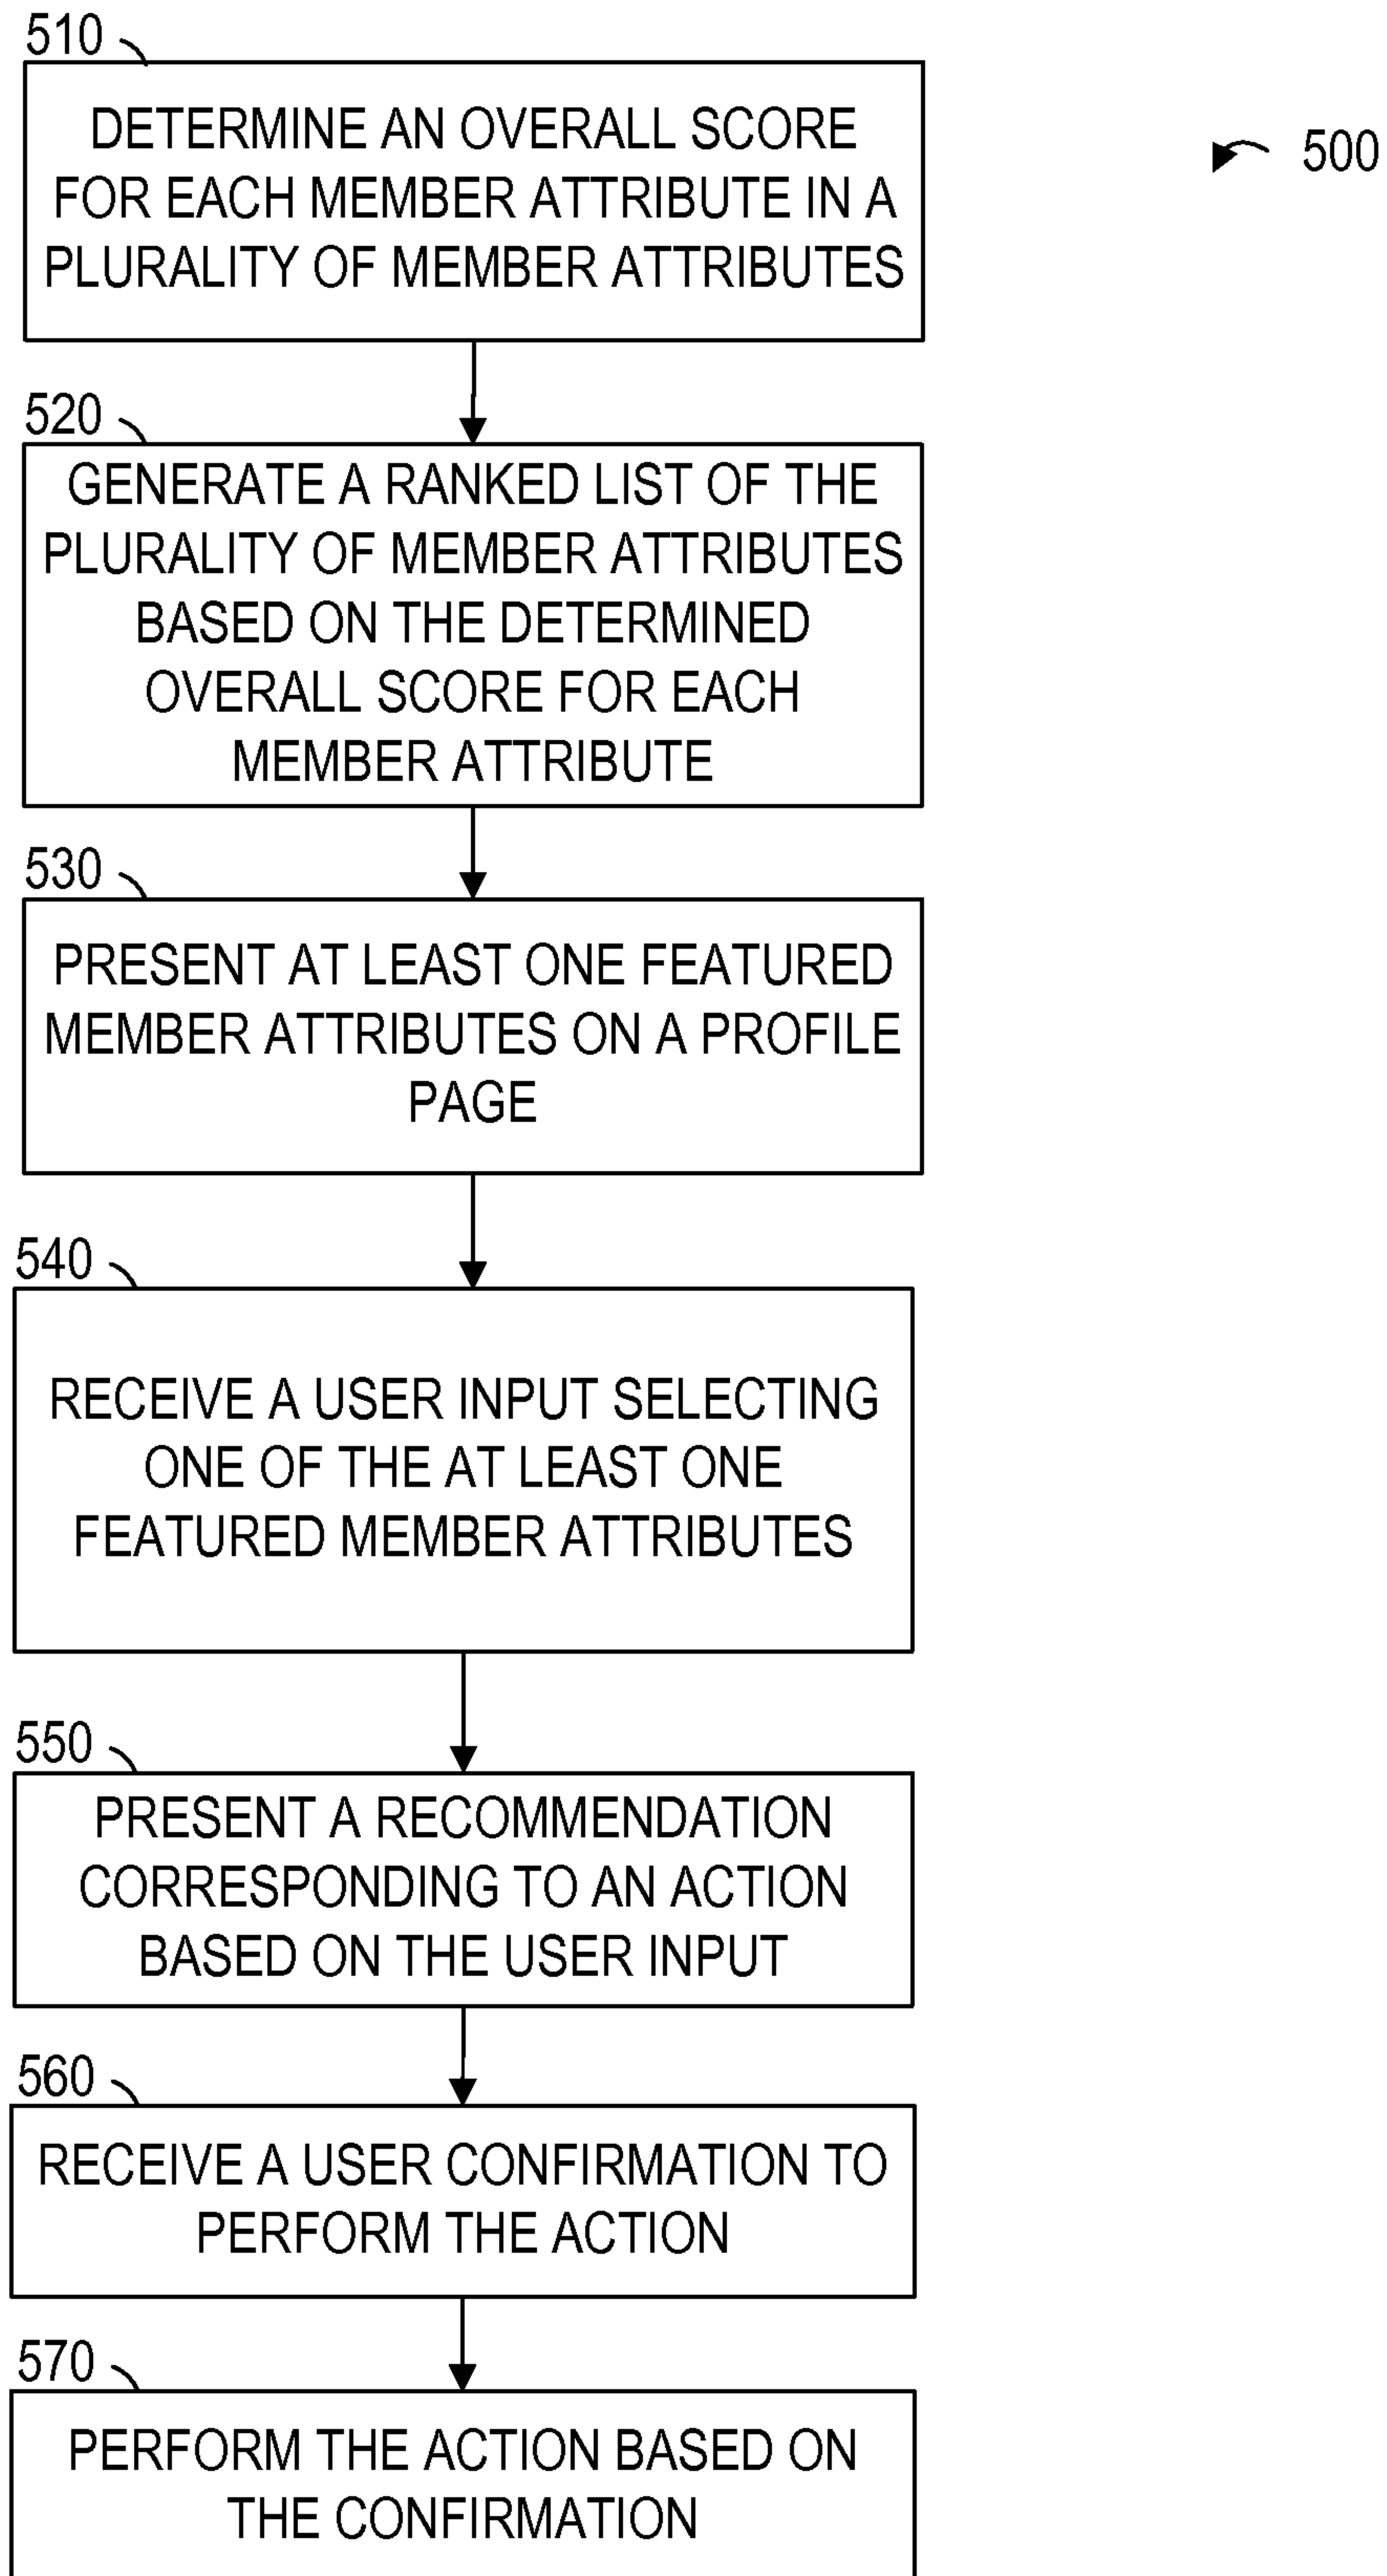 510
DETERMINE AN OVERALL SCORE
FOR EACH MEMBER ATTRIBUTE IN A
PLURALITY OF MEMBER ATTRIBUTES
500
520
GENERATE A RANKED LIST OF THE
PLURALITY OF MEMBER ATTRIBUTES
BASED ON THE DETERMINED
OVERALL SCORE FOR EACH
MEMBER ATTRIBUTE
530
PRESENT AT LEAST ONE FEATURED
MEMBER ATTRIBUTES ON A PROFILE
PAGE
540
RECEIVE A USER INPUT SELECTING
ONE OF THE AT LEAST ONE
FEATURED MEMBER ATTRIBUTES
550
PRESENT A RECOMMENDATION
CORRESPONDING TO AN ACTION
BASED ON THE USER INPUT
560
RECEIVE A USER CONFIRMATION TO
PERFORM THE ACTION
570
PERFORM THE ACTION BASED ON
THE CONFIRMATION